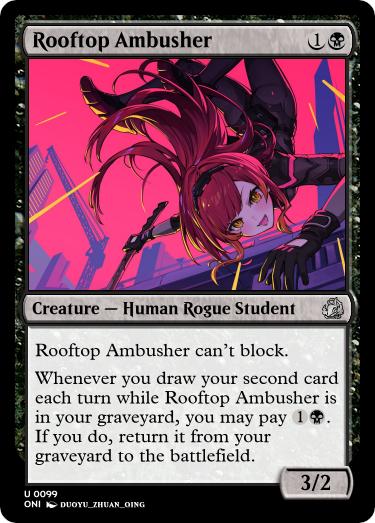 Rooftop Ambusher 1
Creature — Human Rogue Student
Rooftop Ambusher can't block.
Whenever you draw your second card
each turn while Rooftop Ambusher is
in your graveyard, you may pay 1.
If you do, return it from your
graveyard to the battlefield.
3/2
U 0099
ONI DUOYU_ZHUAN_OING